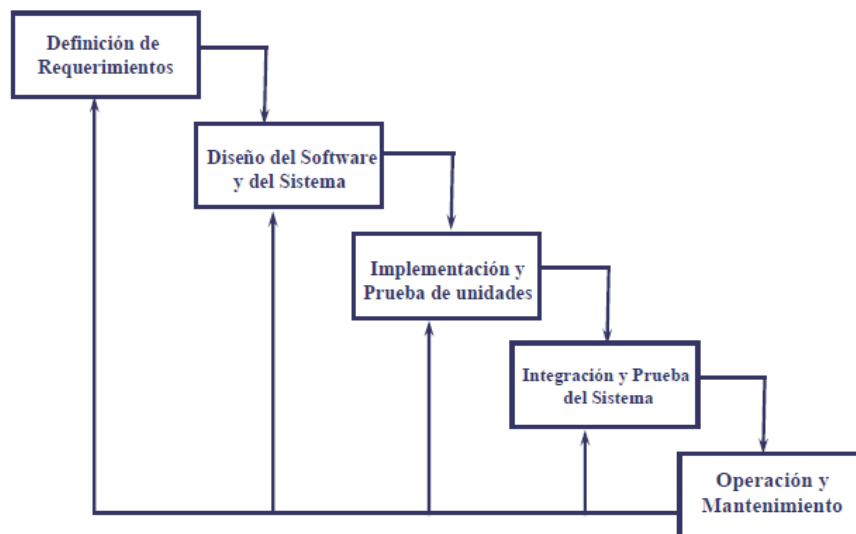 Definición de
Requerimientos
Diseño del Software
y del Sistema
Implementación y
Prueba de unidades
Integración y Prueba
del Sistema
Operación y
Mantenimiento